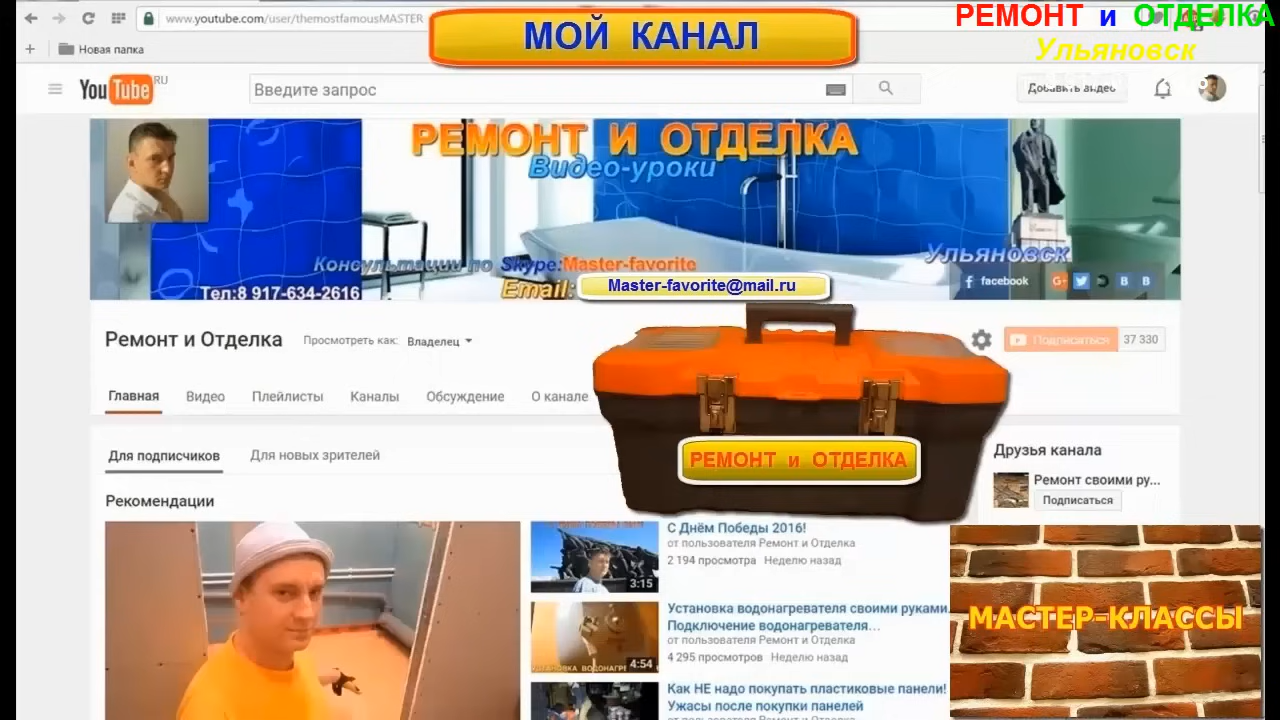 www.youtube.com/user/themostfamousMASTER
МОЙ КАНАЛ
РЕМОНТ и ОТДЕЛКА
Ульяновск
Новая папка
YouTube RU
Введите запрос
Добавить видео
РЕМОНТ И ОТДЕЛКА
Видео-уроки
Ульяновск
Консультации по Skype:Master-favorite
Тел:8 917-634-2616
Email:
Master-favorite@mail.ru
facebook
Ремонт и Отделка
Просмотреть как:
Владелец
Подписаться
37 330
Главная
Видео
Плейлисты
Каналы
Обсуждение
О канале
РЕМОНТ и ОТДЕЛКА
Для подписчиков
Для новых зрителей
Друзья канала
Ремонт своими ру...
Подписаться
Рекомендации
С Днём Победы 2016!
от пользователя Ремонт и Отделка
2 194 просмотра Неделю назад
3:15
Установка водонагревателя своими руками.
Подключение водонагревателя...
от пользователя Ремонт и Отделка
4 295 просмотров Неделю назад
4:54
МАСТЕР-КЛАССЫ
Как НЕ надо покупать пластиковые панели!
Ужасы после покупки панелей